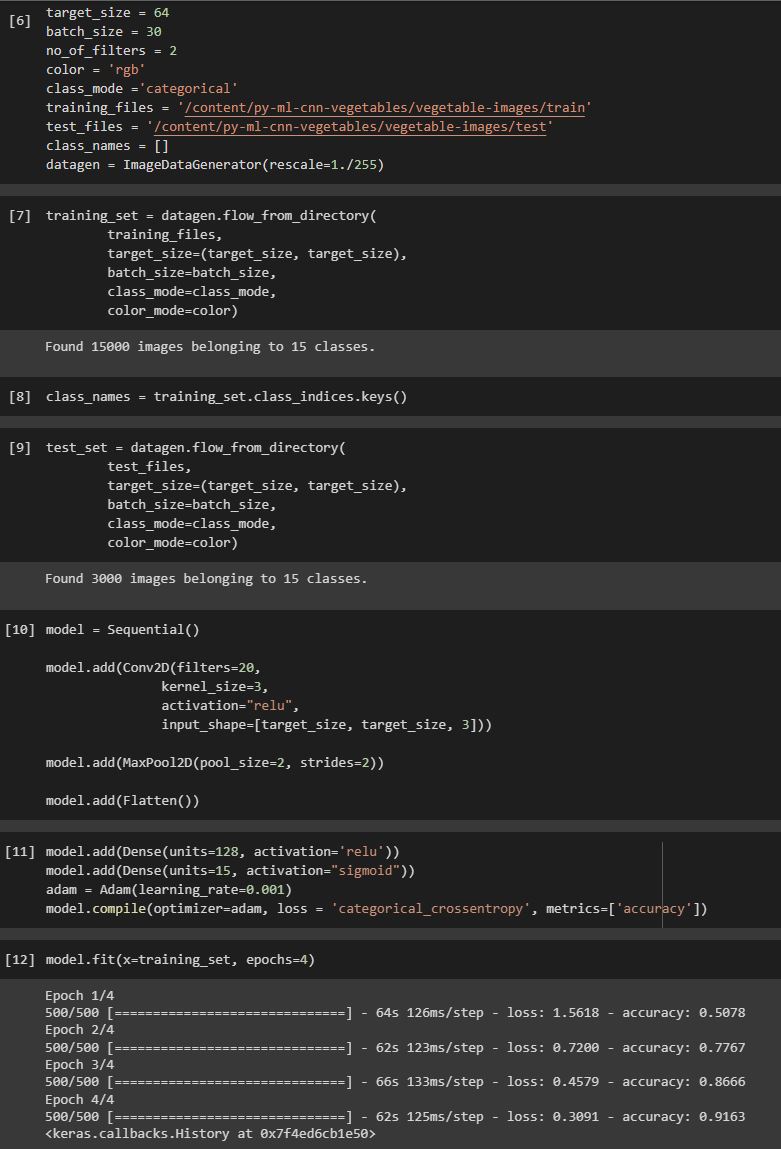 [6] target_size = 64
batch_size = 30
no_of_filters = 2
color = 'rgb'
class_mode ='categorical'
training_files = '/content/py-ml-cnn-vegetables/vegetable-images/train'
test_files = '/content/py-ml-cnn-vegetables/vegetable-images/test'
class_names = []
datagen = ImageDataGenerator(rescale=1./255)
[7] training_set = datagen.flow_from_directory(
training_files,
target_size=(target_size, target_size),
batch_size=batch_size,
class_mode=class_mode,
color_mode=color)
Found 15000 images belonging to 15 classes.
[8] class_names = training_set.class_indices.keys()
[9] test_set = datagen.flow_from_directory(
test_files,
target_size=(target_size, target_size),
batch_size=batch_size,
class_mode=class_mode,
color_mode=color)
Found 3000 images belonging to 15 classes.
[10] model = Sequential()
model.add(Conv2D(filters=20,
kernel_size=3,
activation="relu",
input_shape=[target_size, target_size, 3]))
model.add(MaxPool2D(pool_size=2, strides=2))
model.add(Flatten())
[11] model.add(Dense(units=128, activation='relu'))
model.add(Dense(units=15, activation="sigmoid"))
adam = Adam(learning_rate=0.001)
model.compile(optimizer=adam, loss = 'categorical_crossentropy', metrics=['accuracy'])
[12] model.fit(x=training_set, epochs=4)
Epoch 1/4
500/500 [==============================] - 64s 126ms/step - loss: 1.5618 - accuracy: 0.5078
Epoch 2/4
500/500 [==============================] - 62s 123ms/step - loss: 0.7200 - accuracy: 0.7767
Epoch 3/4
500/500 [==============================] - 66s 133ms/step - loss: 0.4579 - accuracy: 0.8666
Epoch 4/4
500/500 [==============================] - 62s 125ms/step - loss: 0.3091 - accuracy: 0.9163
<keras.callbacks.History at 0x7f4ed6cb1e50>